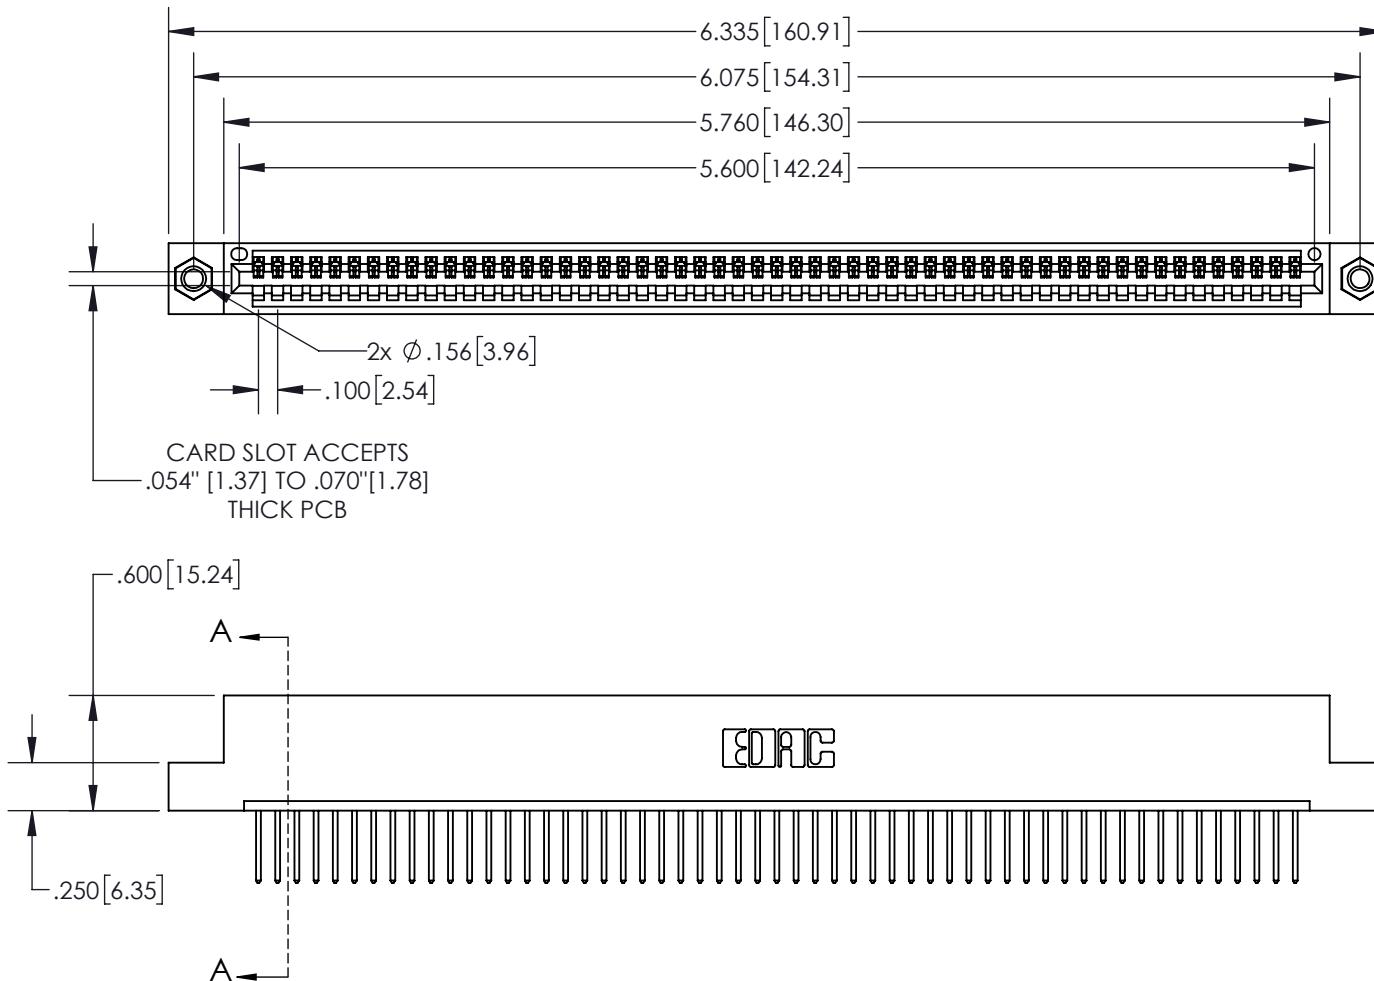 6.335[160.91]
6.075[154.31]
5.760[146.30]
5.600[142.24]
2x Ø.156[3.96]
.100[2.54]
CARD SLOT ACCEPTS
.054" [1.37] TO .070"[1.78]
THICK PCB
.600[15.24]
A
EDAC
.250[6.35]
A